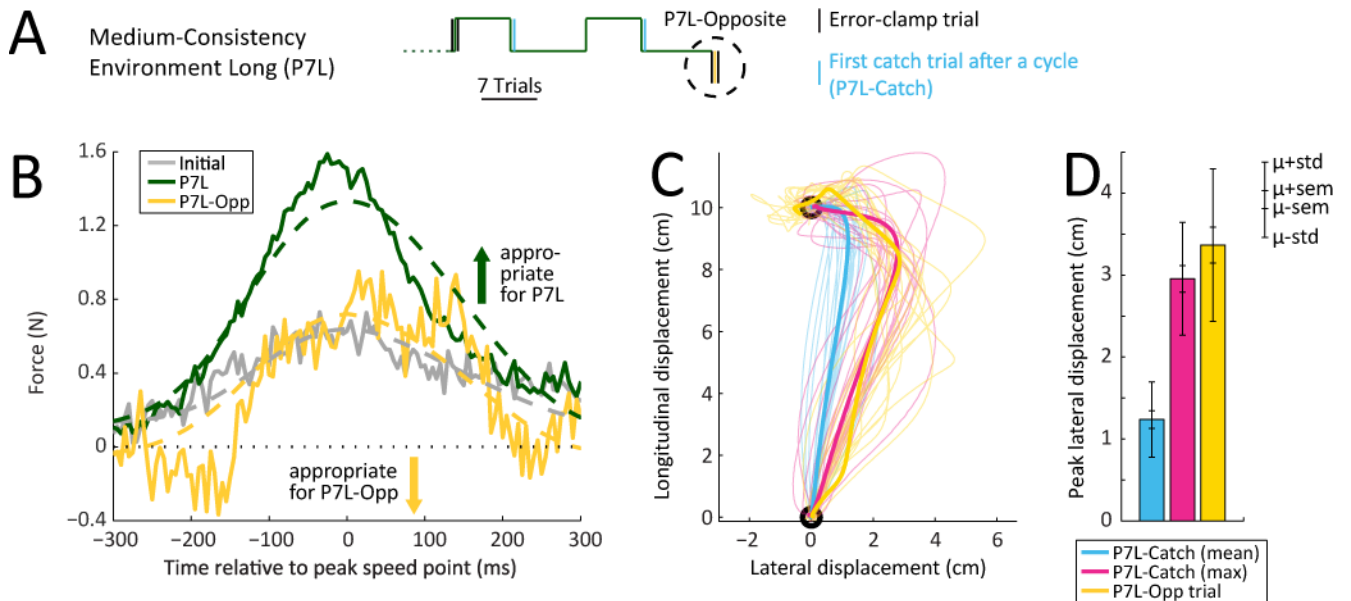 A
Medium-Consistency
Environment Long (P7L)
7 Trials
P7L-Opposite
Error-clamp trial
First catch trial after a cycle
(P7L-Catch)
B
Initial
P7L
P7L-Opp
appro-
priate
for P7L
appropriate
for P7L-Opp
Force (N)
1.6
1.2
0.8
0.4
0
−0.4
−300
−200
−100
0
100
200
300
Time relative to peak speed point (ms)
C
Longitudinal displacement (cm)
10
8
6
4
2
0
−2
0
2
4
6
Lateral displacement (cm)
D
μ+std
μ+sem
μ-sem
μ-std
Peak lateral displacement (cm)
4
3
2
1
0
P7L-Catch (mean)
P7L-Catch (max)
P7L-Opp trial